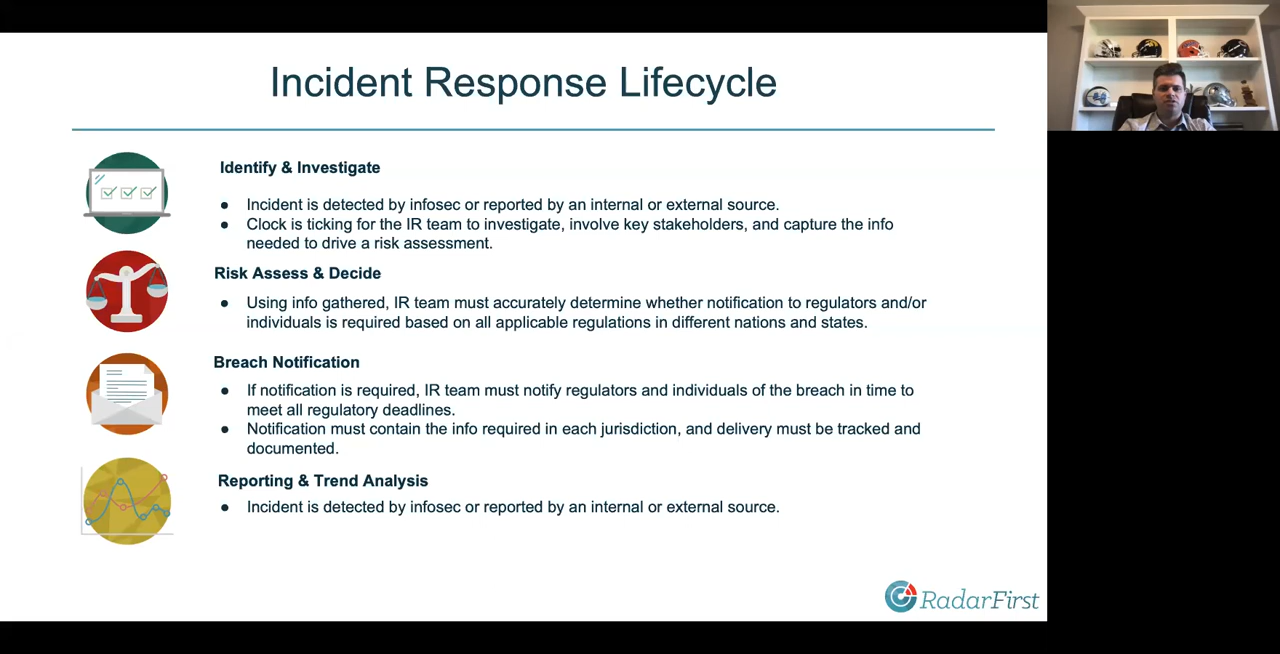 Incident Response Lifecycle
Identify & Investigate
● Incident is detected by infosec or reported by an internal or external source.
● Clock is ticking for the IR team to investigate, involve key stakeholders, and capture the info
needed to drive a risk assessment.
Risk Assess & Decide
● Using info gathered, IR team must accurately determine whether notification to regulators and/or
individuals is required based on all applicable regulations in different nations and states.
Breach Notification
● If notification is required, IR team must notify regulators and individuals of the breach in time to
meet all regulatory deadlines.
● Notification must contain the info required in each jurisdiction, and delivery must be tracked and
documented.
Reporting & Trend Analysis
● Incident is detected by infosec or reported by an internal or external source.
RadarFirst